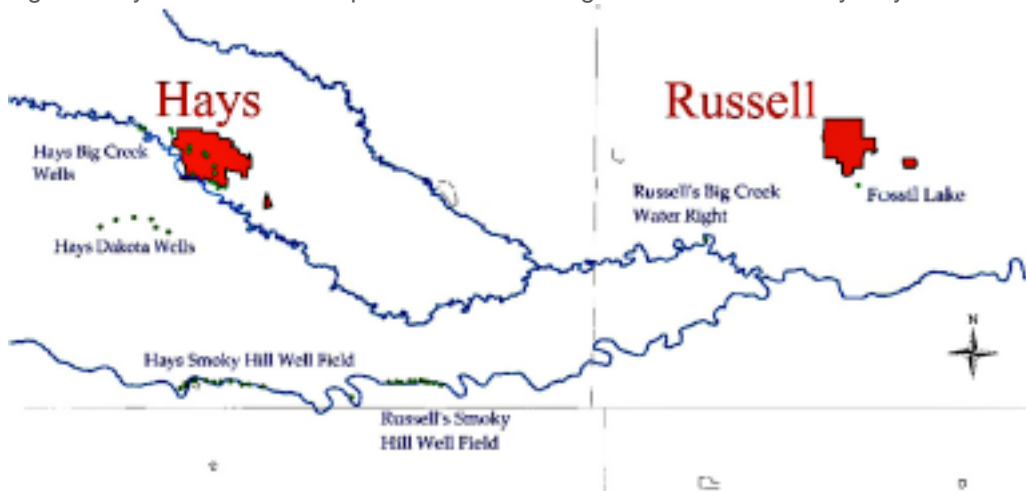 Hays
Russell
Hays Big Creek
Wells
Russell's Big Creek
Water Right
Fossil Lake
Hays Dakota Wells
N
Hays Smoky Hill Well Field
Russell's Smoky
Hill Well Field